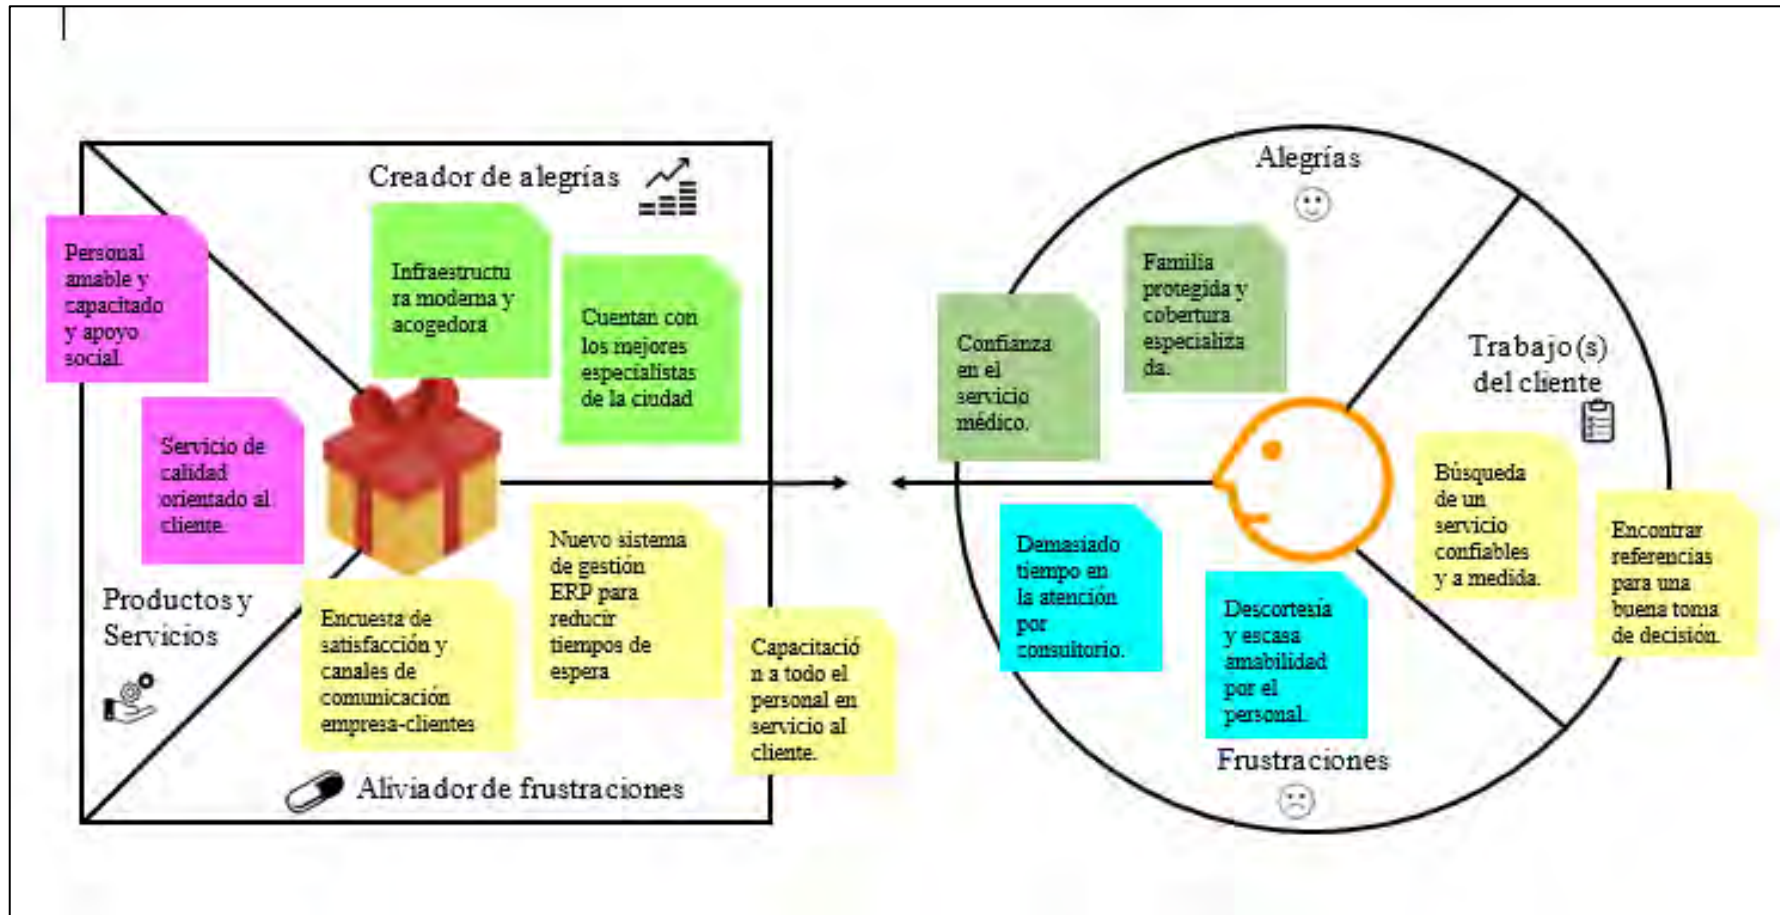 Creador de alegrías
Personal
amable y
capacitado
y apoyo
social.
Infraestructu
ra moderna y
acogedora
Cuentan con
los mejores
especialistas
de la ciudad
Servicio de
calidad
orientado al
cliente.
Productos y
Servicios
Encuesta de
satisfacción y
canales de
comunicación
empresa-clientes
Nuevo sistema
de gestión
ERP para
reducir
tiempos de
espera
Capacitació
n a todo el
personal en
servicio al
cliente.
Aliviador de frustraciones
Alegrías
Confianza
en el
servicio
médico.
Familia
protegida y
cobertura
especializa
da.
Trabajo(s)
del cliente
Búsqueda
de un
servicio
confiables
y a medida.
Encontrar
referencias
para una
buena toma
de decisión.
Demasiado
tiempo en
la atención
por
consultorio.
Descortesía
y escasa
amabilidad
por el
personal.
Frustraciones